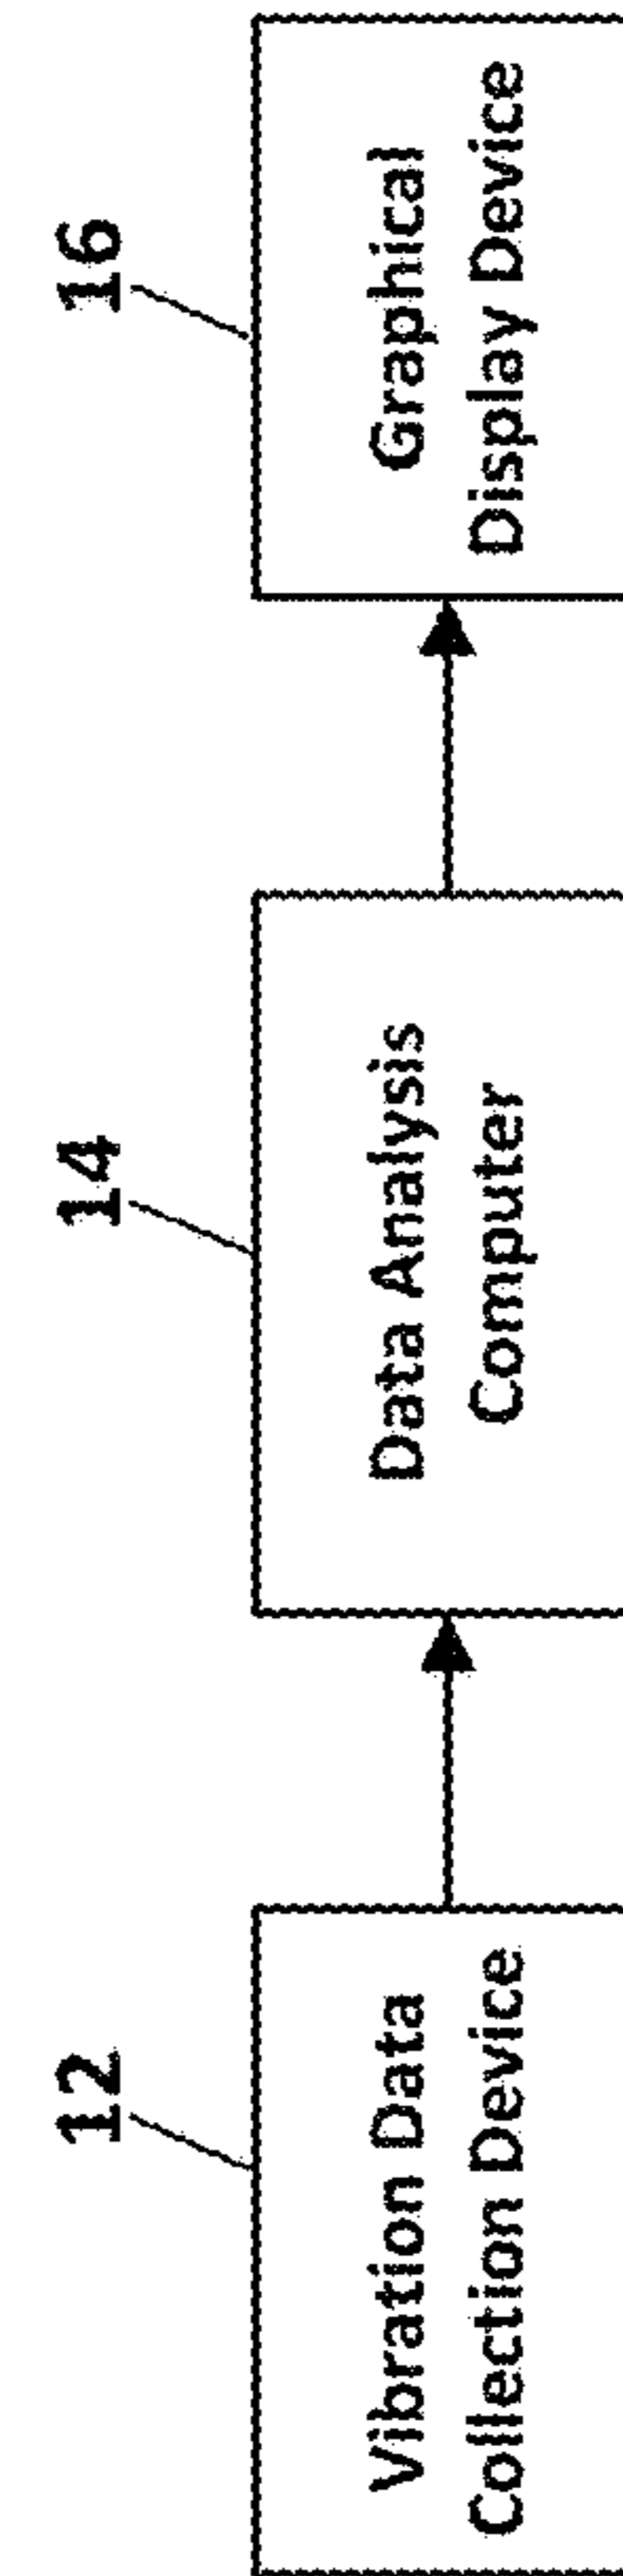 12
Vibration Data
Collection Device
14
Data Analysis
Computer
16
Graphical
Display Device